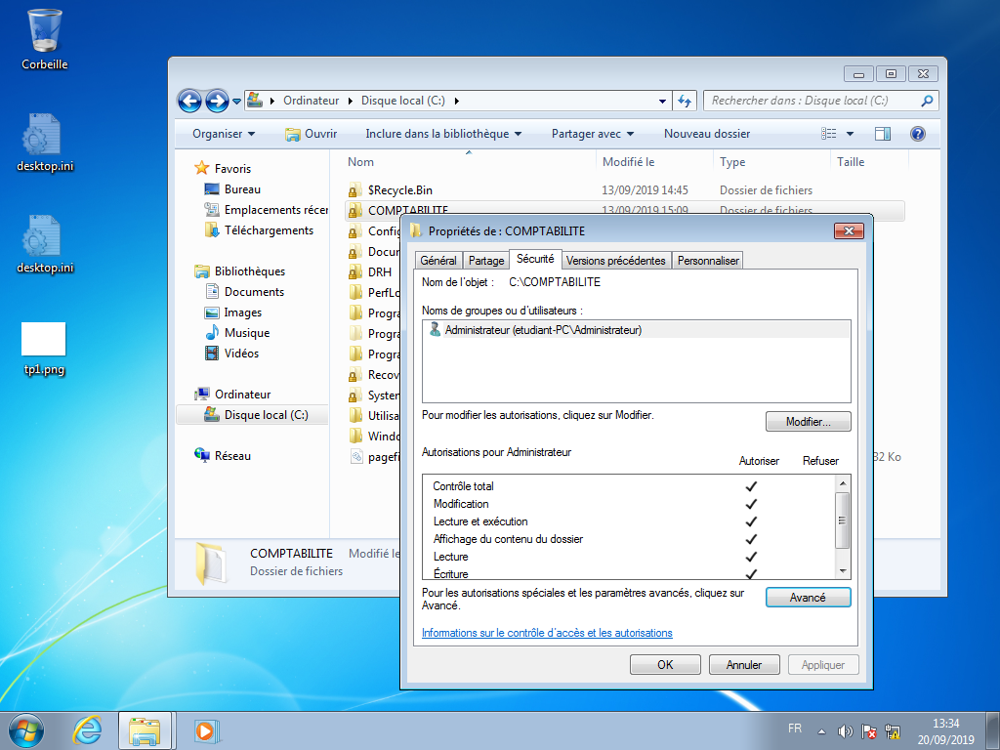 Corbeille
desktop.ini
desktop.ini
tp1.png
Ordinateur
Disque local (C:)
Rechercher dans : Disque local (C:)
Organiser
Ouvrir
Inclure dans la bibliothèque
Partager avec
Nouveau dossier
Favoris
Bureau
Emplacements récer
Téléchargements
Bibliothèques
Documents
Images
Musique
Vidéos
Ordinateur
Disque local (C:)
Réseau
Nom
Modifié le
Type
Taille
$Recycle.Bin
13/09/2019 14:45
Dossier de fichiers
COMPTABILITE
13/09/2019 15:09
Dossier de fichiers
Config
Docur
DRH
PerfLo
Progra
Progra
Progra
Recov
System
Utilisa
Windo
pagefi
32 Ko
COMPTABILITE
Modifié le
Dossier de fichiers
Propriétés de : COMPTABILITE
Général
Partage
Sécurité
Versions précédentes
Personnaliser
Nom de l'objet :
C:\COMPTABILITE
Noms de groupes ou d'utilisateurs :
Administrateur (etudiant-PC\Administrateur)
Pour modifier les autorisations, cliquez sur Modifier.
Modifier...
Autorisations pour Administrateur
Autoriser
Refuser
Contrôle total
Modification
Lecture et exécution
Affichage du contenu du dossier
Lecture
Écriture
Pour les autorisations spéciales et les paramètres avancés, cliquez sur
Avancé.
Avancé
Informations sur le contrôle d'accès et les autorisations
OK
Annuler
Appliquer
FR
13:34
20/09/2019